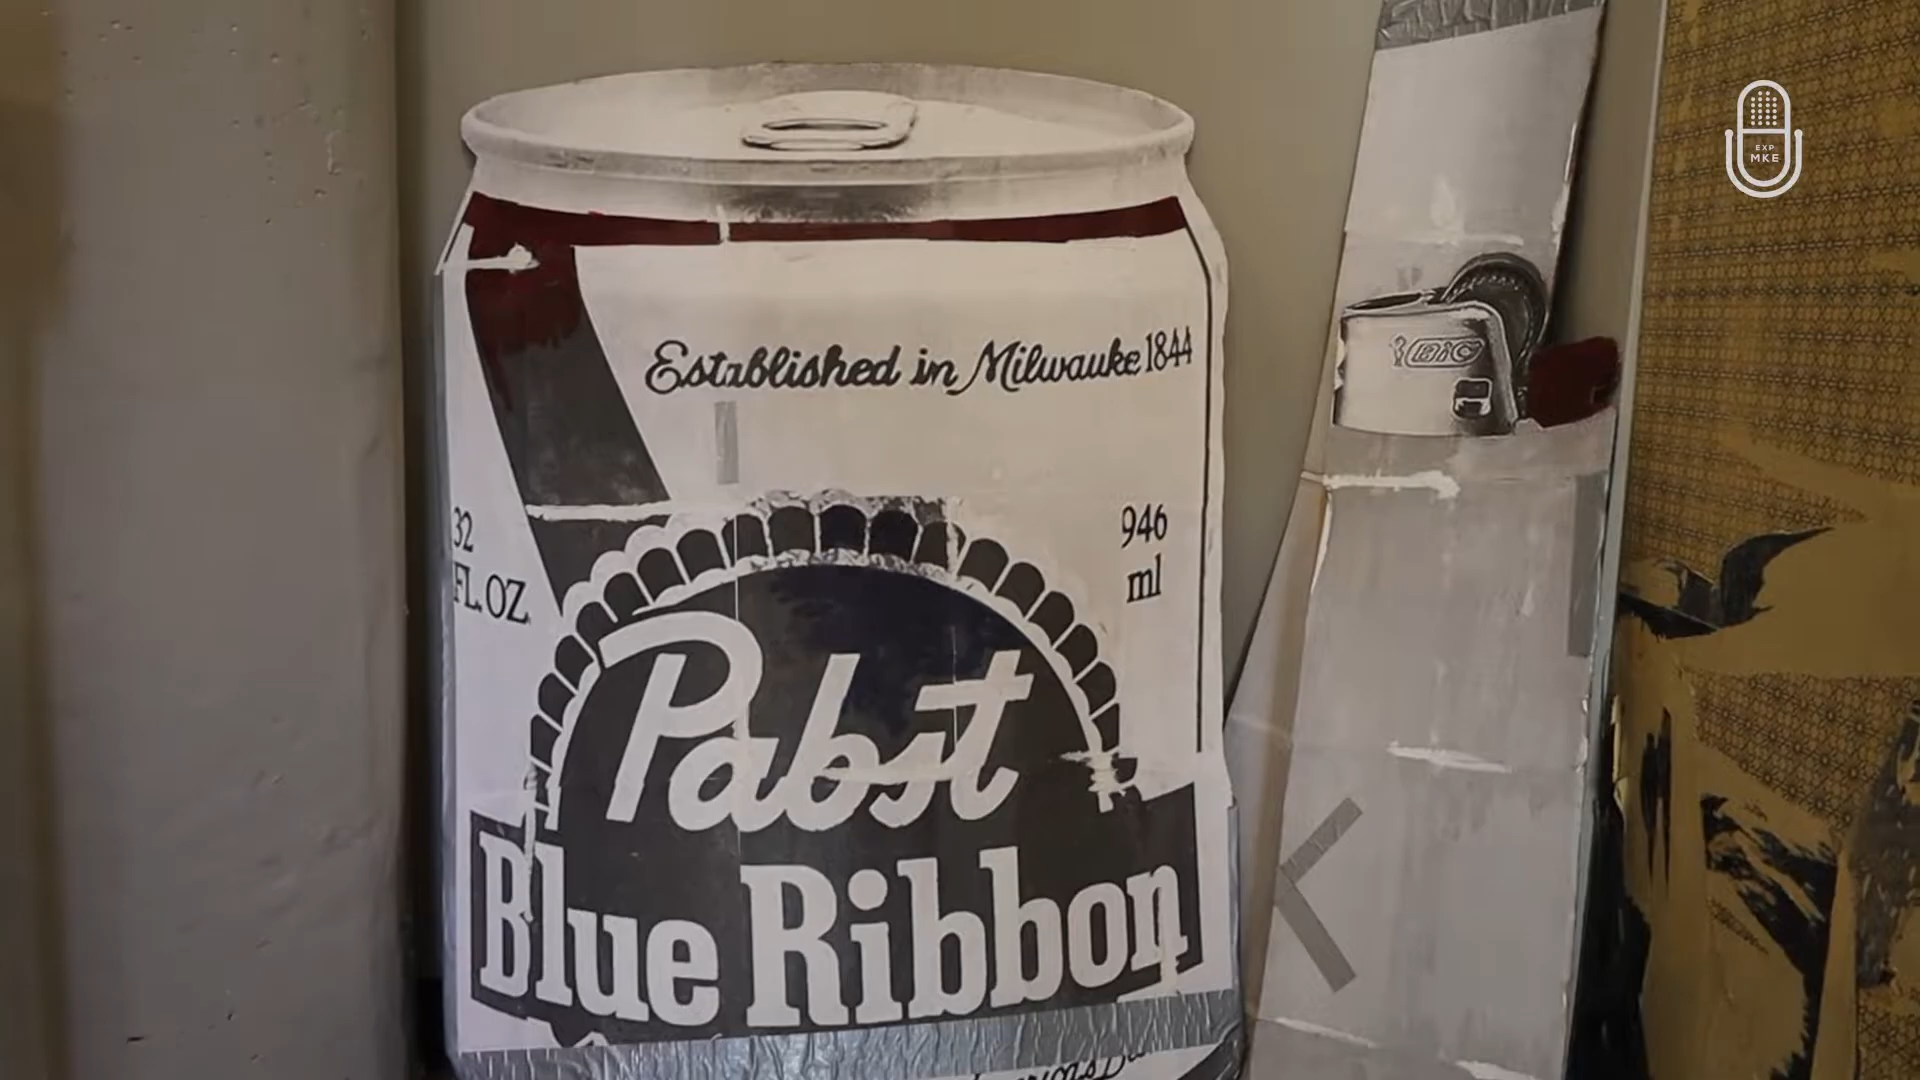 EXP
MKE
Established in Milwauke 1844
BIC
32
FL. OZ.
946
ml
Pabst
Blue Ribbon